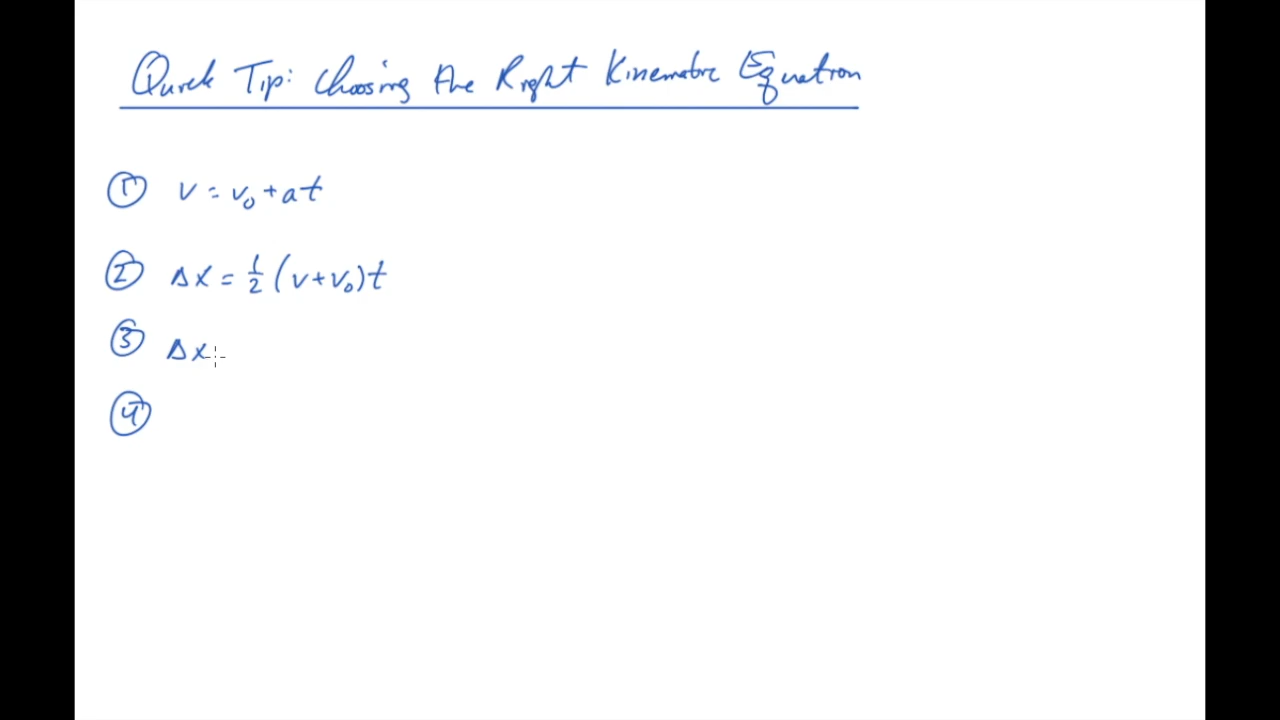 Quick Tip: Choosing the Right Kinematic Equation
① v = v₀ + at
② Δx = ½ (v + v₀) t
③ Δx
④